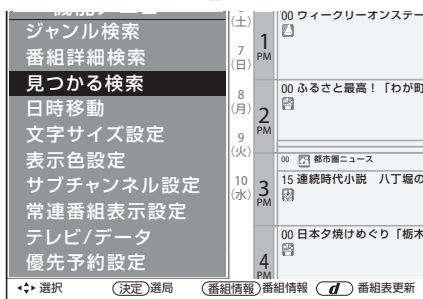 ジャンル検索
番組詳細検索
見つかる検索
日時移動
文字サイズ設定
表示色設定
サブチャンネル設定
常連番組表示設定
テレビ/データ
優先予約設定
(土)
7
(日)
8
(月)
9
(火)
10
(水)
1
PM
2
PM
3
PM
4
PM
00 ウィークリーオンステー
00 ふるさと最高！「わが町
00 都市圏ニュース
15 連続時代小説 八丁堀の
00 日本夕焼けめぐり「栃木
選択 決定 選局 番組情報 番組情報 d 番組表更新